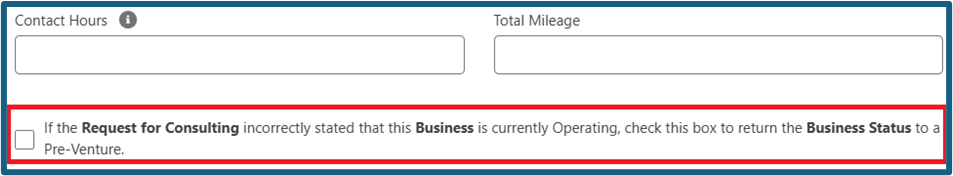 Contact Hours
Total Mileage
If the Request for Consulting incorrectly stated that this Business is currently Operating, check this box to return the Business Status to a
Pre-Venture.